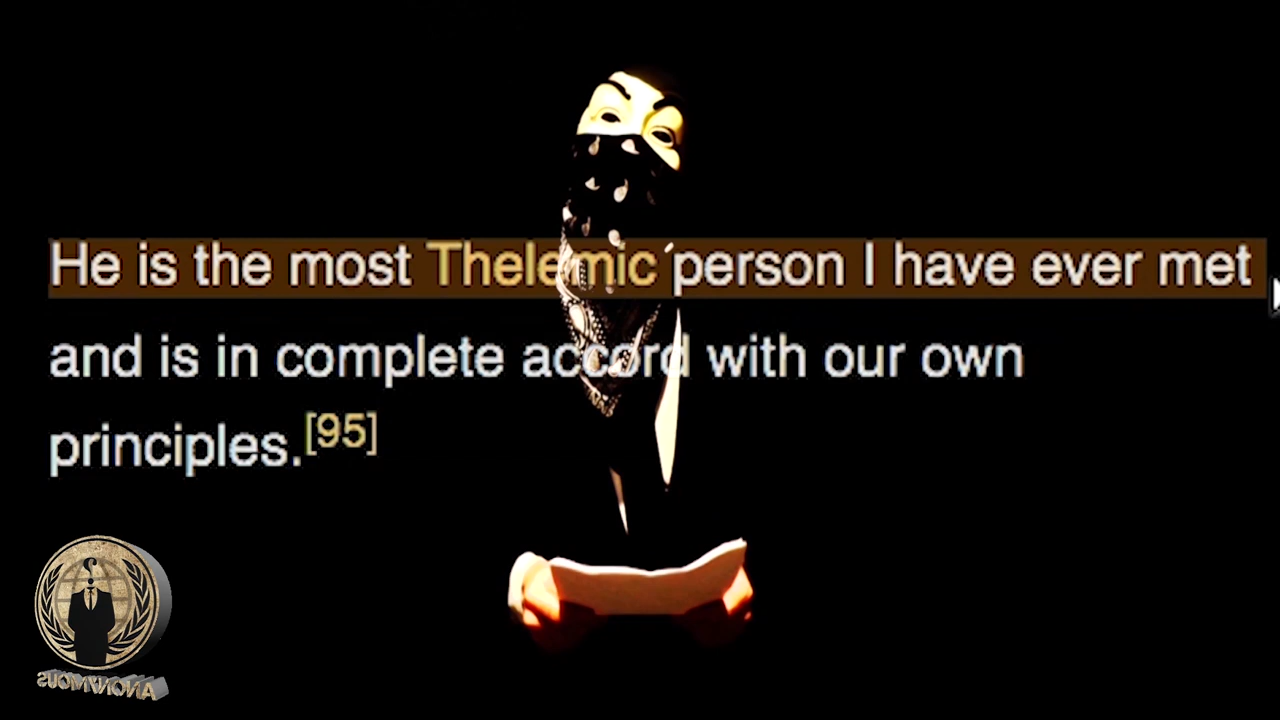 He is the most Thelemic person I have ever met
and is in complete accord with our own
principles.[95]
ANONYMOUS